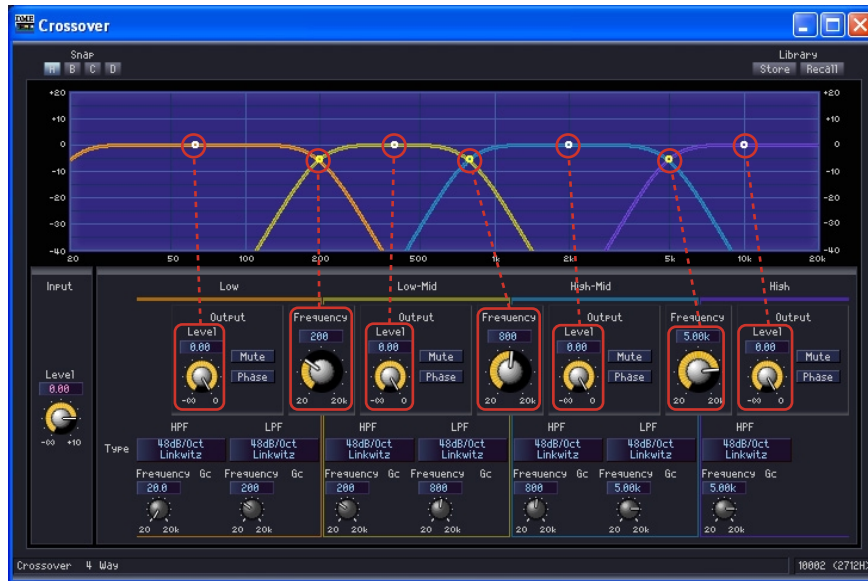 DME Crossover
Snap
A B C D
Library
Store Recall
+20 +20
+10 +10
0 0
-10 -10
-20 -20
-30 -30
-40 -40
20 50 100 200 500 1k 2k 5k 10k 20k
Input Low Low-Mid High-Mid High
Output Frequency Output Frequency Output Frequency Output
Level Level Level Level
0.00 200 0.00 800 0.00 5.00k 0.00
Mute Mute Mute Mute
Phase Phase Phase Phase
-∞ 0 20 20k -∞ 0 20 20k -∞ 0 20 20k -∞ 0
Level
0.00
-∞ +10
HPF LPF HPF LPF HPF LPF HPF
Type 48dB/Oct 48dB/Oct 48dB/Oct 48dB/Oct 48dB/Oct 48dB/Oct 48dB/Oct
Linkwitz Linkwitz Linkwitz Linkwitz Linkwitz Linkwitz Linkwitz
Frequency Gc Frequency Gc Frequency Gc Frequency Gc Frequency Gc Frequency Gc Frequency Gc
20.0 200 200 800 800 5.00k 5.00k
20 20k 20 20k 20 20k 20 20k 20 20k 20 20k 20 20k
Crossover 4 Way